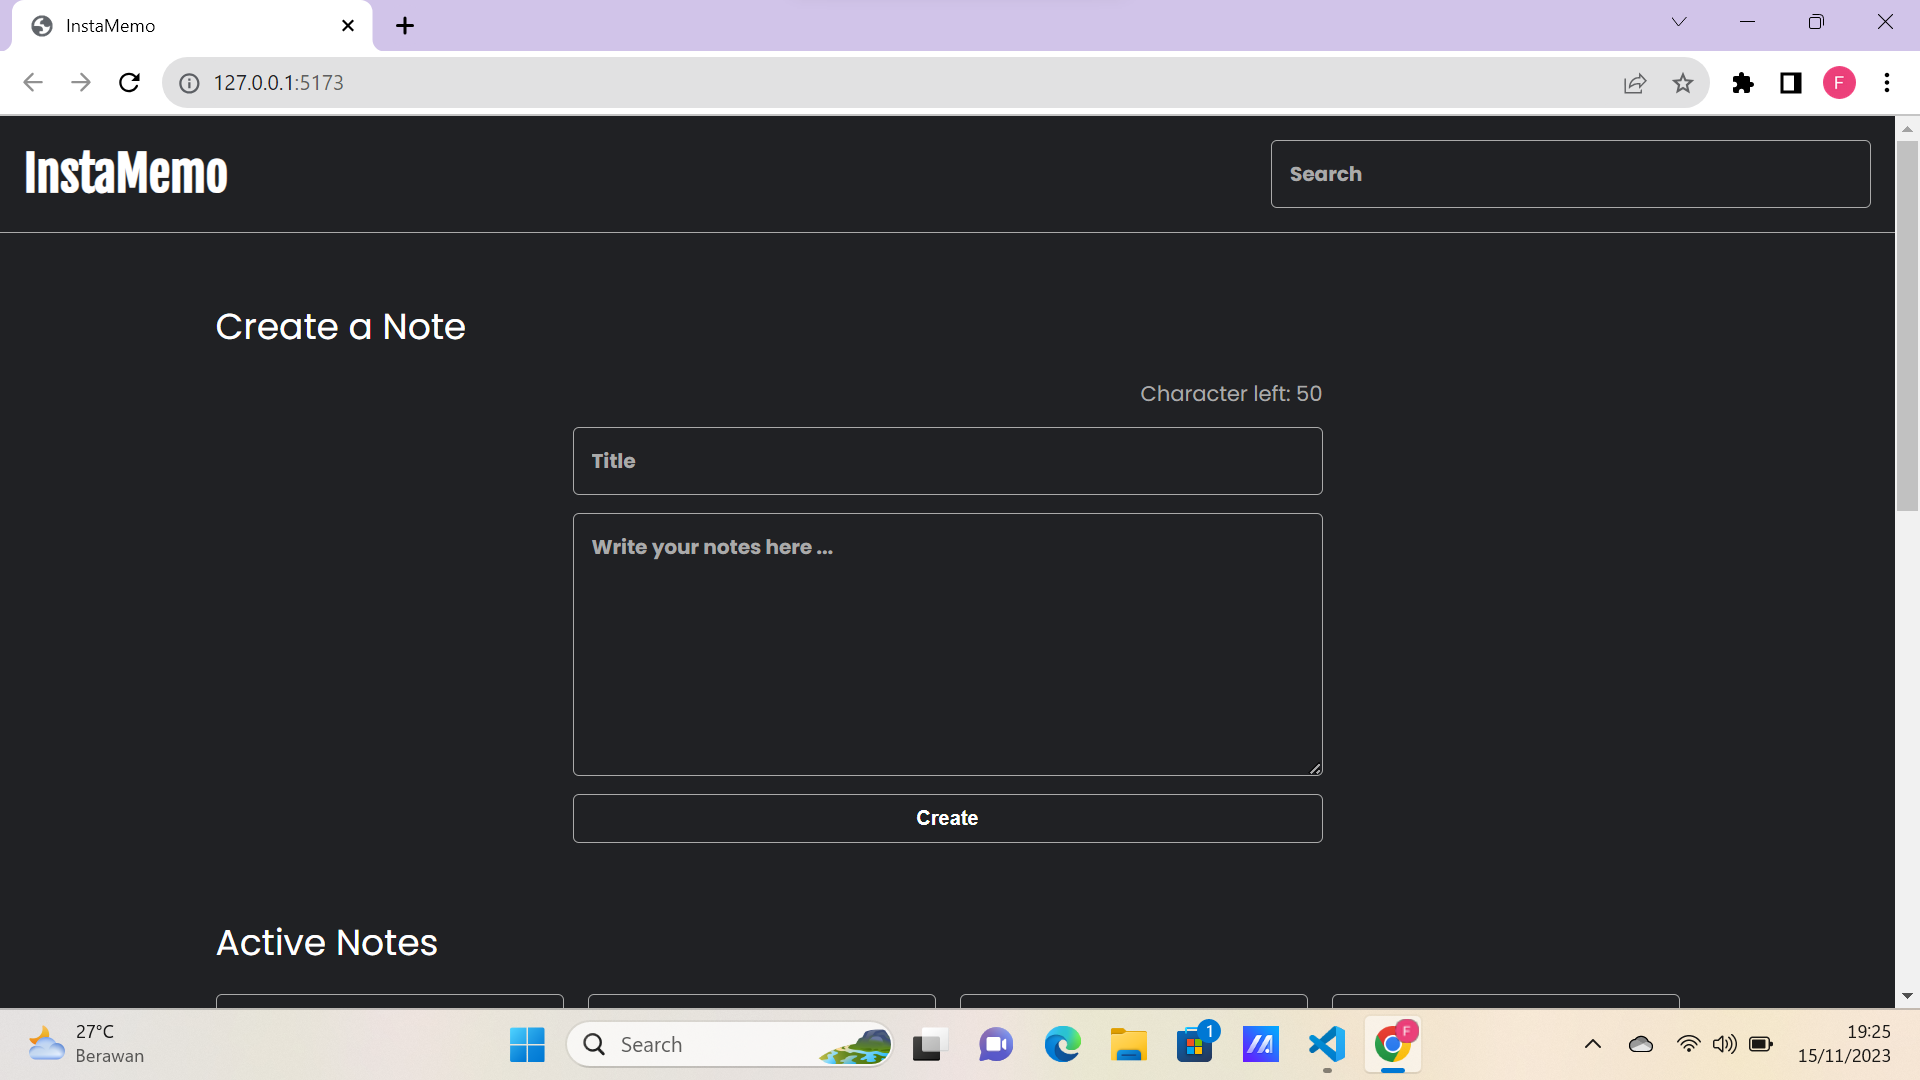 InstaMemo
127.0.0.1:5173
F
InstaMemo
Search
Create a Note
Character left: 50
Title
Write your notes here ...
Create
Active Notes
27°C
Berawan
Search
1
F
19:25
15/11/2023